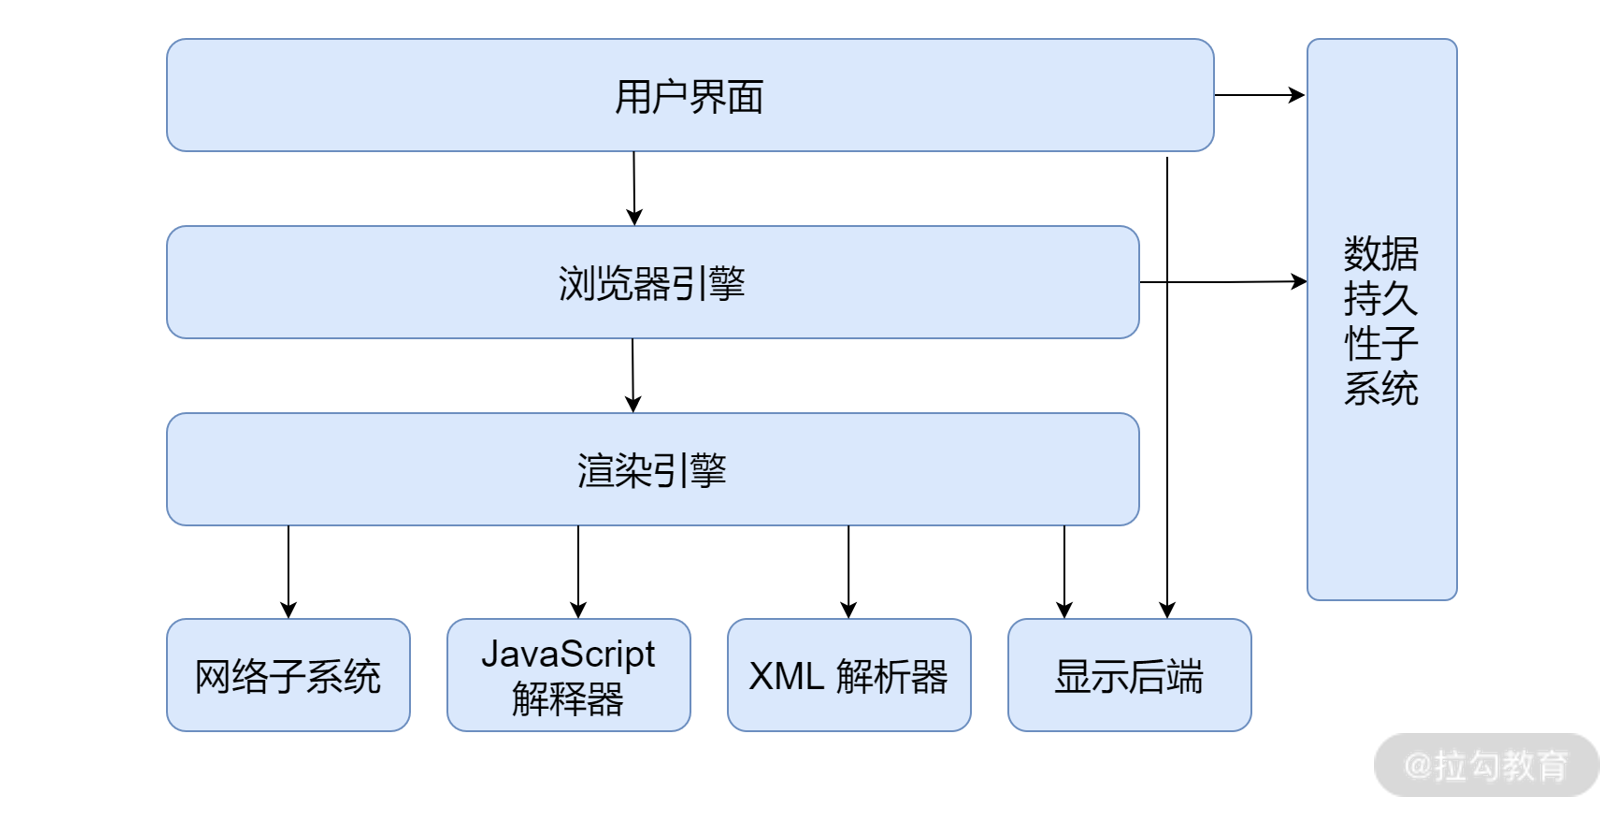 用户界面
浏览器引擎
渲染引擎
网络子系统
JavaScript
解释器
XML 解析器
显示后端
数据
持久
性子
系统
@拉勾教育